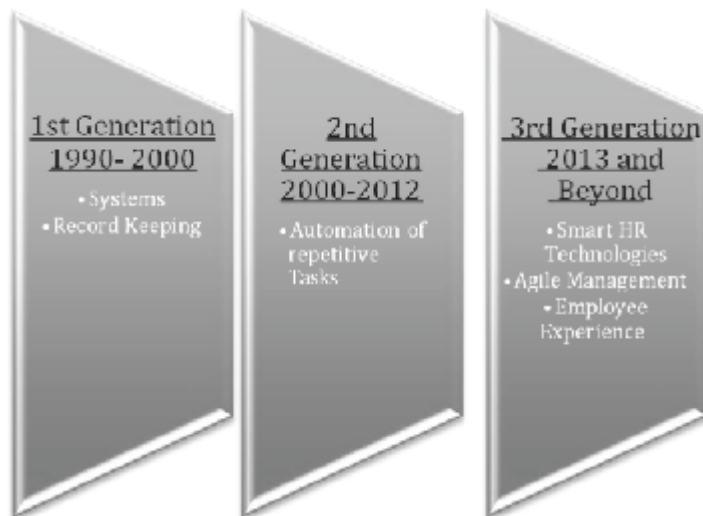 1st Generation
1990- 2000
• Systems
• Record Keeping
2nd
Generation
2000-2012
• Automation of
repetitive
Tasks
3rd Generation
2013 and
Beyond
• Smart HR
Technologies
• Agile Management
• Employee
Experience